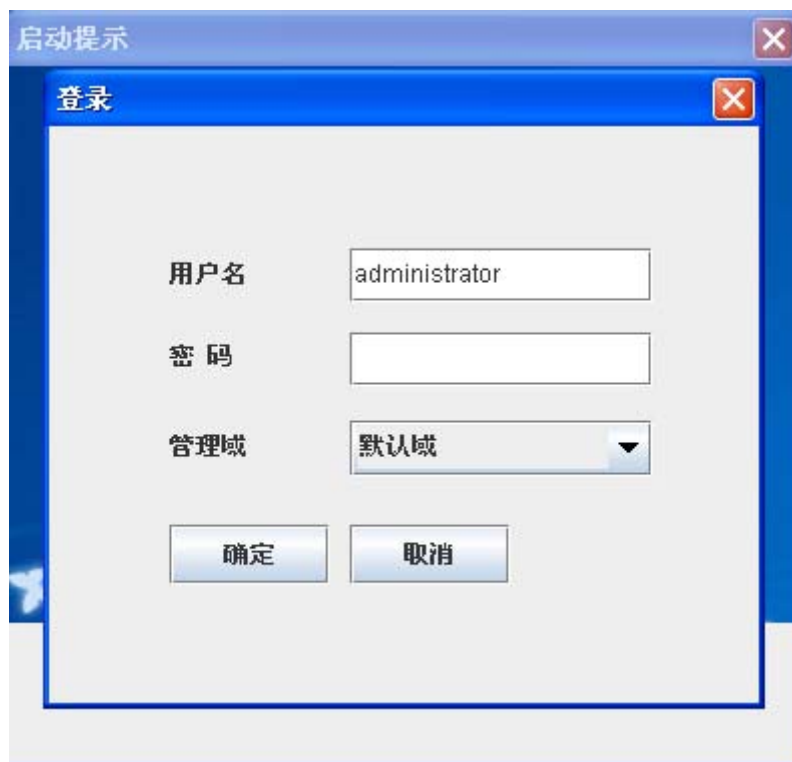 启动提示
登录
用户名 administrator
密 码
管理域 默认域
确定 取消